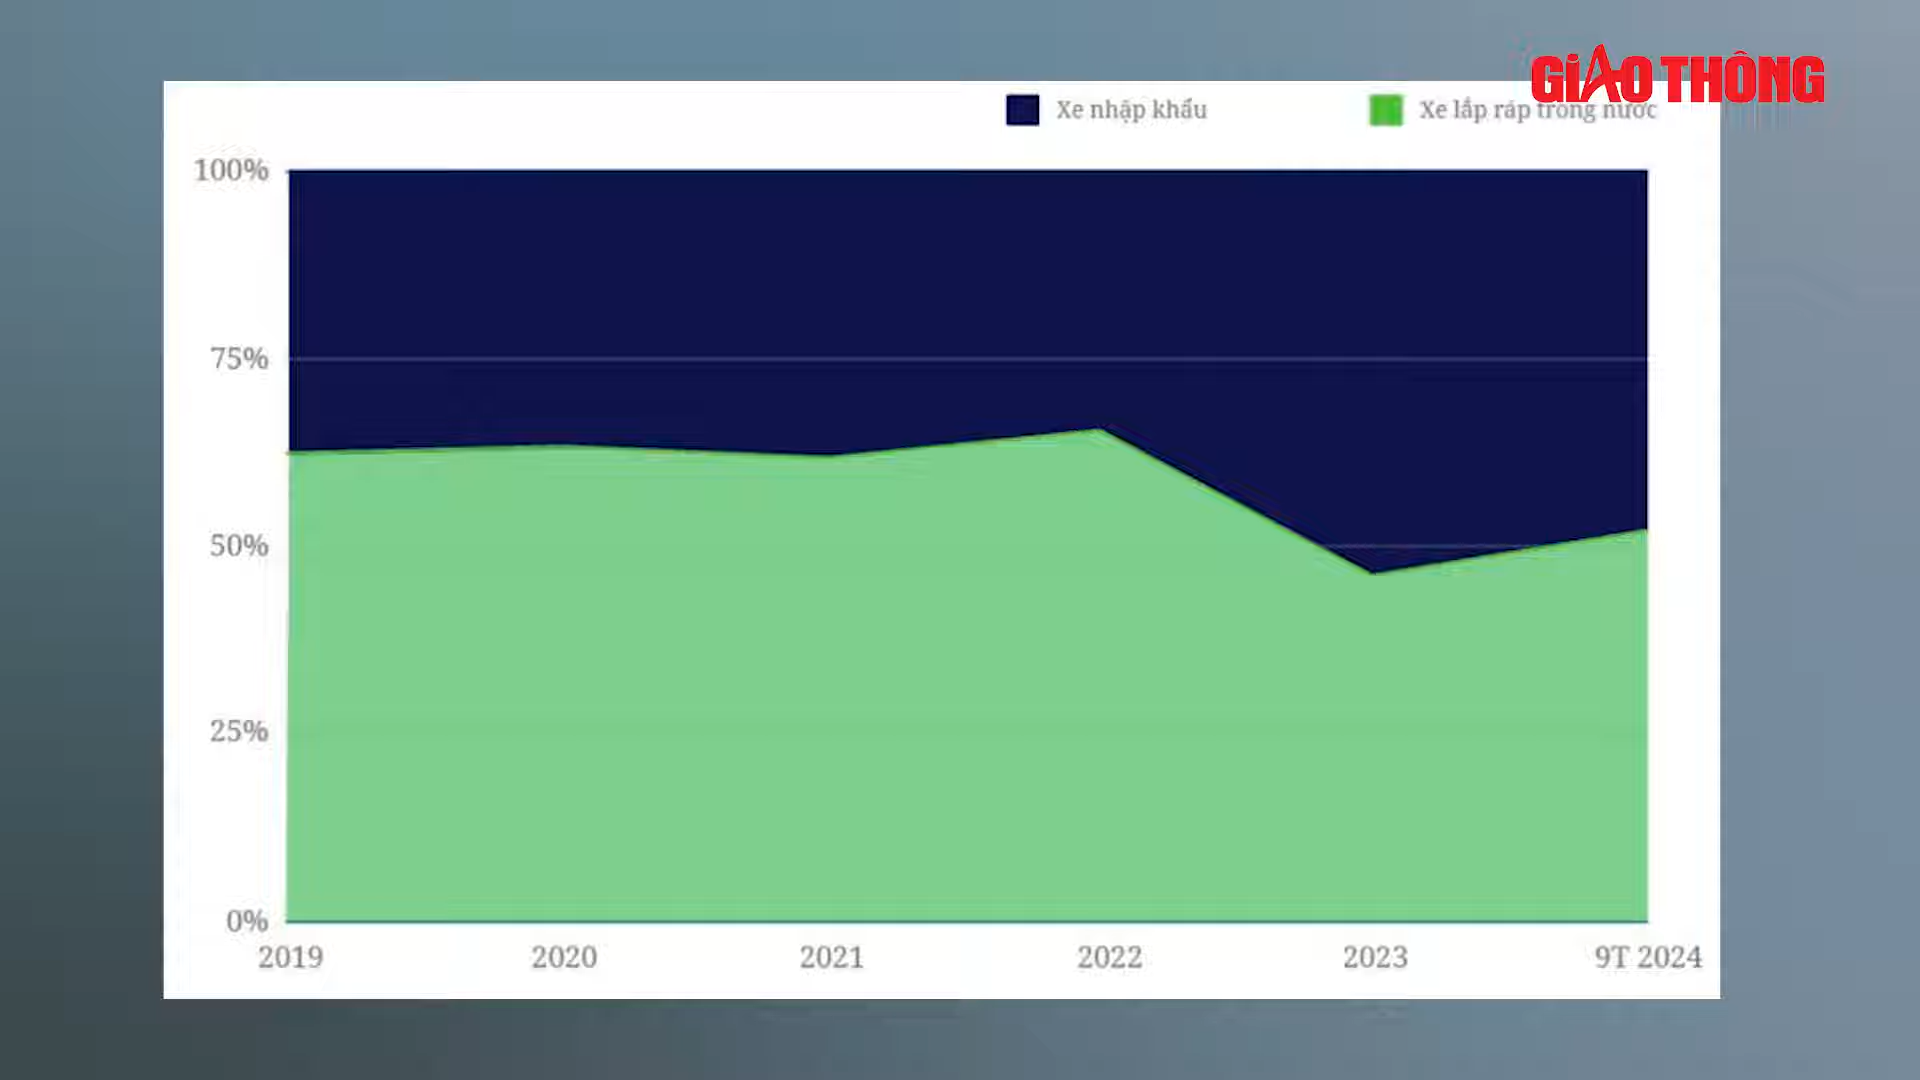 GIAO THÔNG
Xe nhập khẩu
Xe lắp ráp trong nước
100%
75%
50%
25%
0%
2019 2020 2021 2022 2023 9T 2024